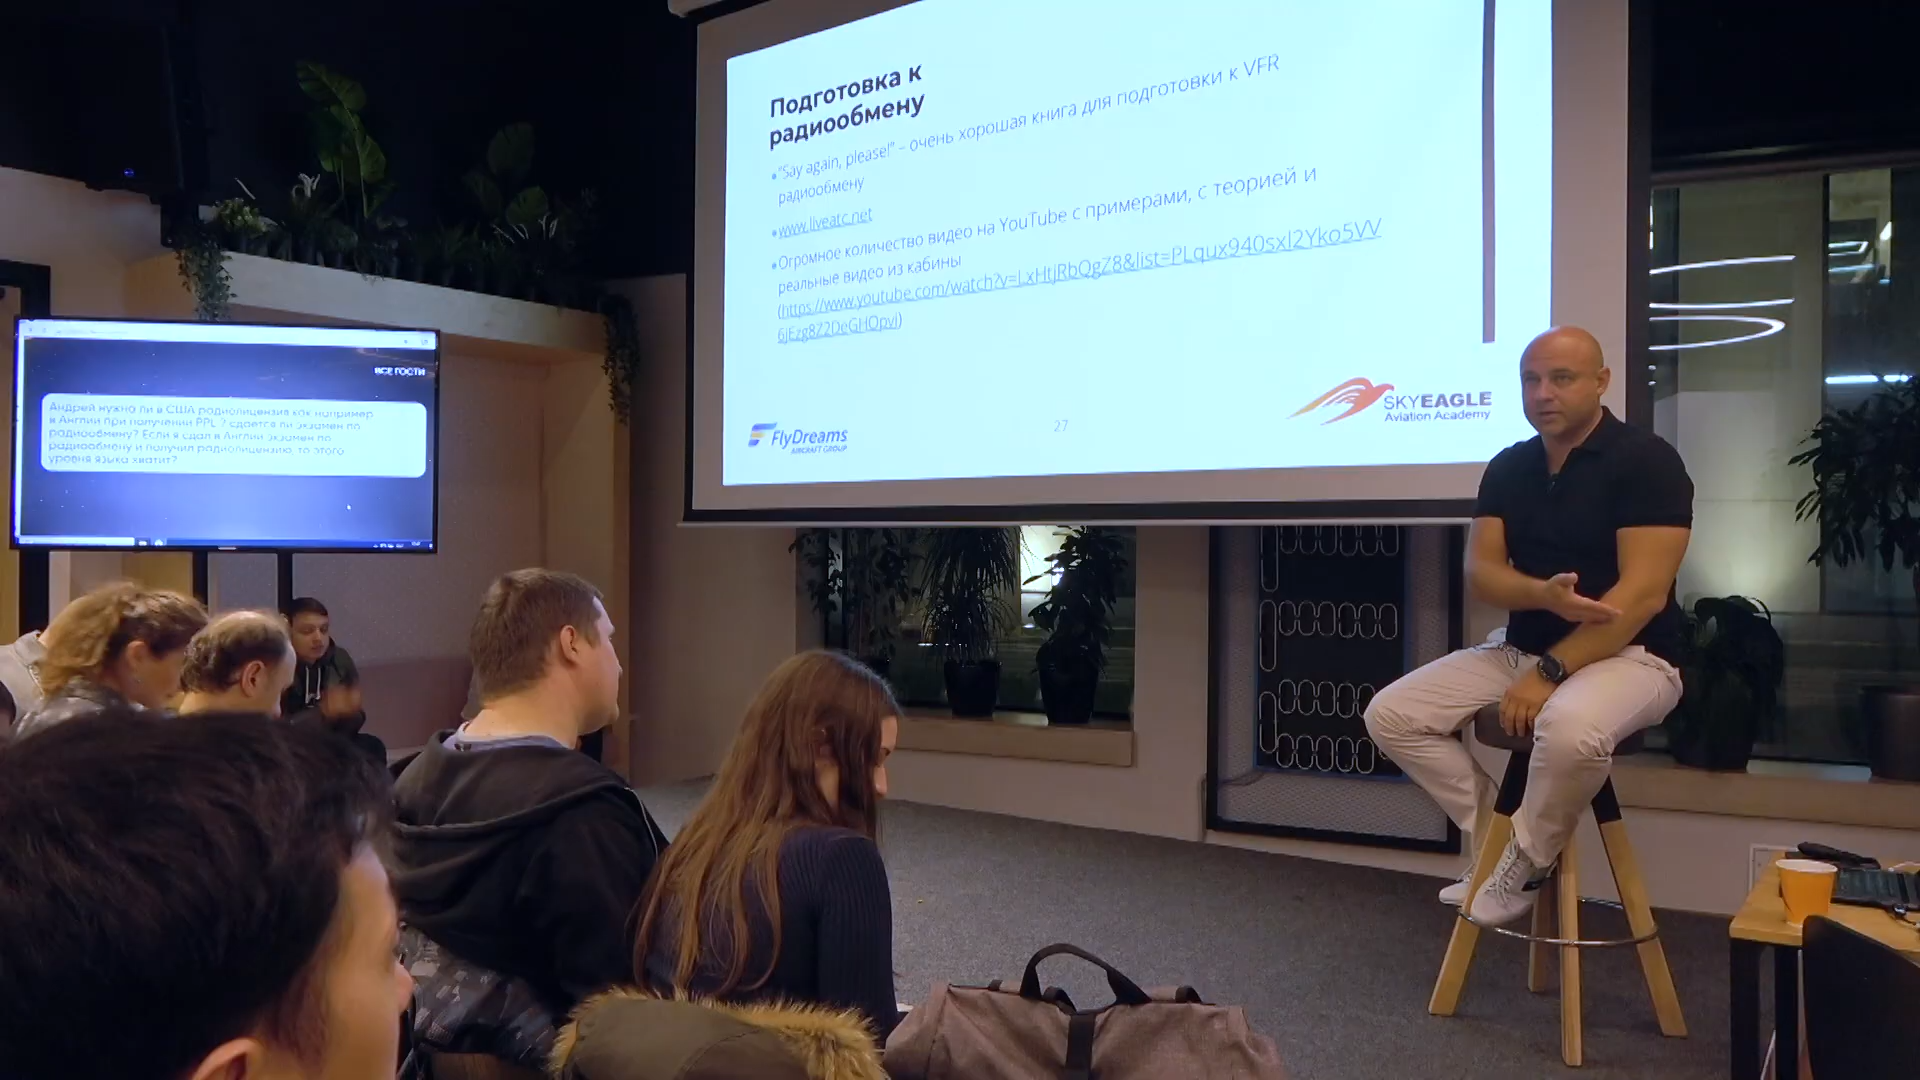 Подготовка к
радиообмену
•"Say again, please!" – очень хорошая книга для подготовки к VFR
радиообмену
•www.liveatc.net
•Огромное количество видео на YouTube с примерами, с теорией и
реальные видео из кабины
(https://www.youtube.com/watch?v=LxHtjRbQgZ8&list=PLqux940sxl2Yko5VV
6jEzg8Z2DeGHOpvI)
FlyDreams
AIRCRAFT GROUP
27
SKYEAGLE
Aviation Academy
ВСЕ ГОСТИ
Андрей нужно ли в США радиолицензия как например
в Англии при получении PPL ? сдается ли экзамен по
радиообмену? Если я сдал в Англии экзамен по
радиообмену и получил радиолицензию, то этого
уровня языка хватит?